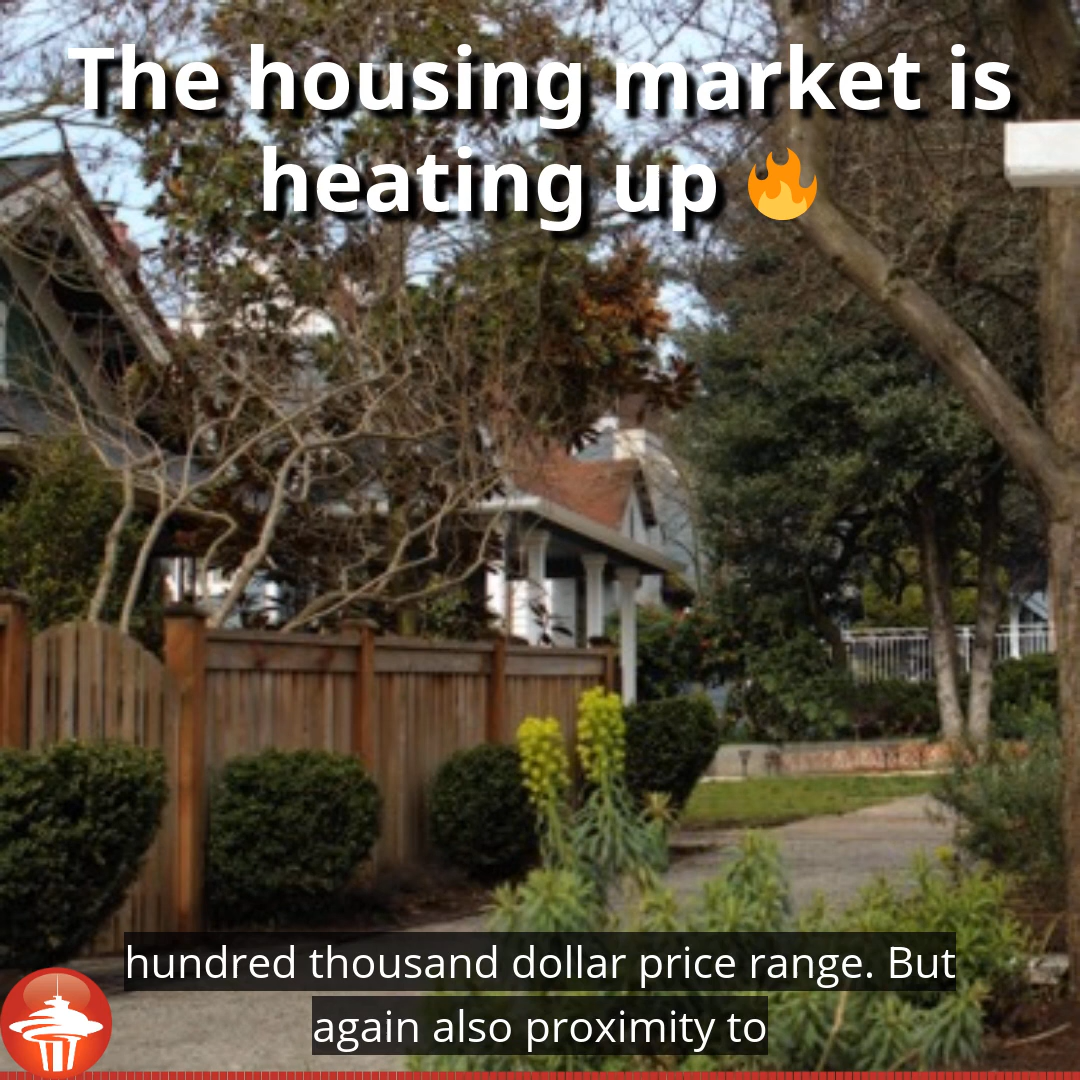 The housing market is
heating up 🔥
hundred thousand dollar price range. But
again also proximity to